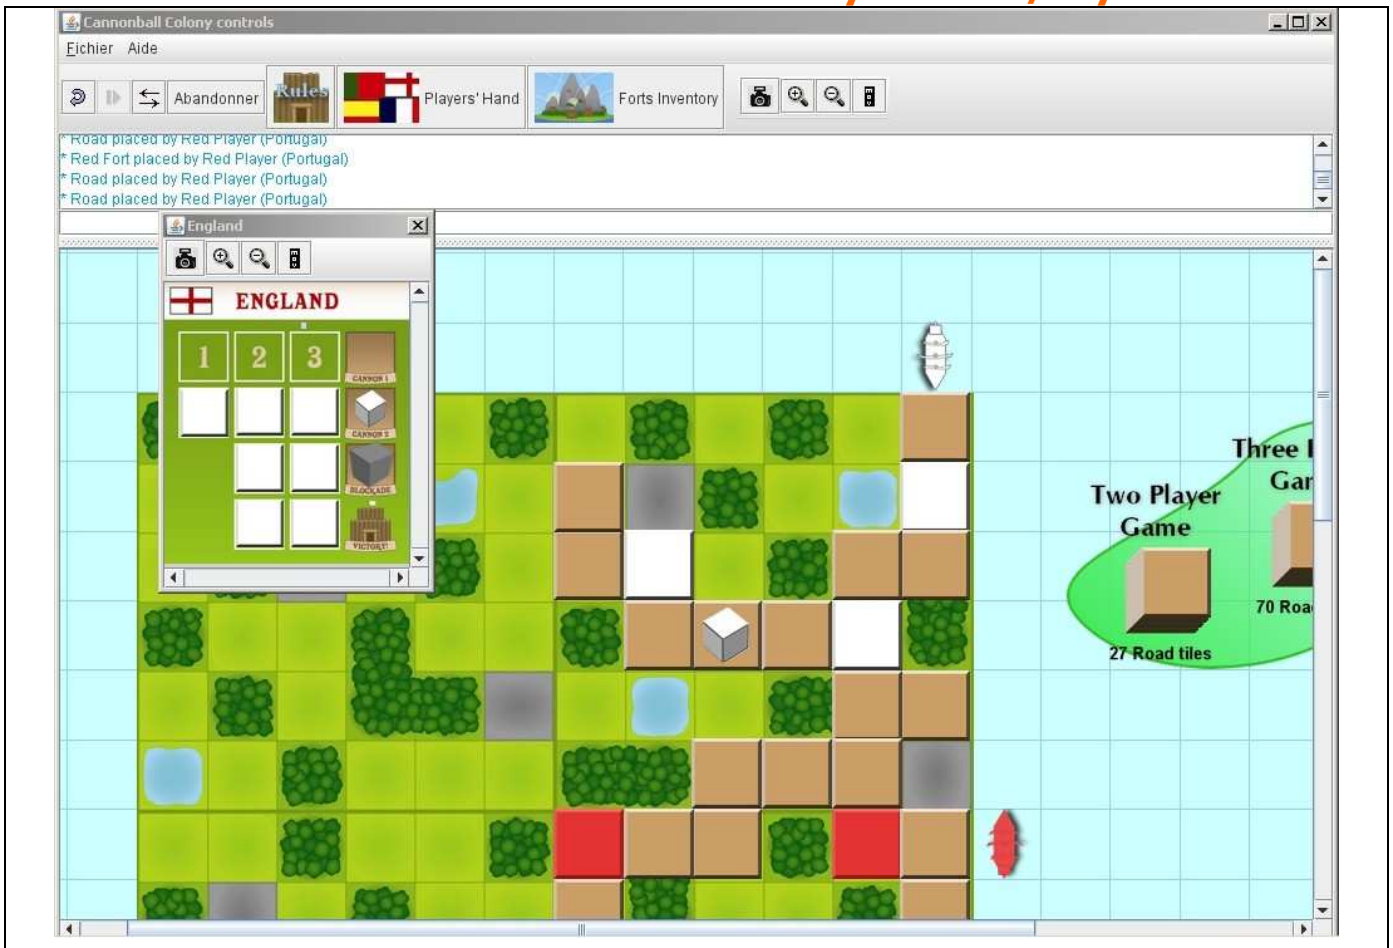 Cannonball Colony controls
Fichier Aide
Abandonner
Rules
Players' Hand
Forts Inventory
* Road placed by Red Player (Portugal)
* Red Fort placed by Red Player (Portugal)
* Road placed by Red Player (Portugal)
* Road placed by Red Player (Portugal)
England
ENGLAND
1 2 3
CANNON 1
CANNON 2
BLOCKADE
VICTORY!
Three
Two Player
Game
70
27 Road tiles